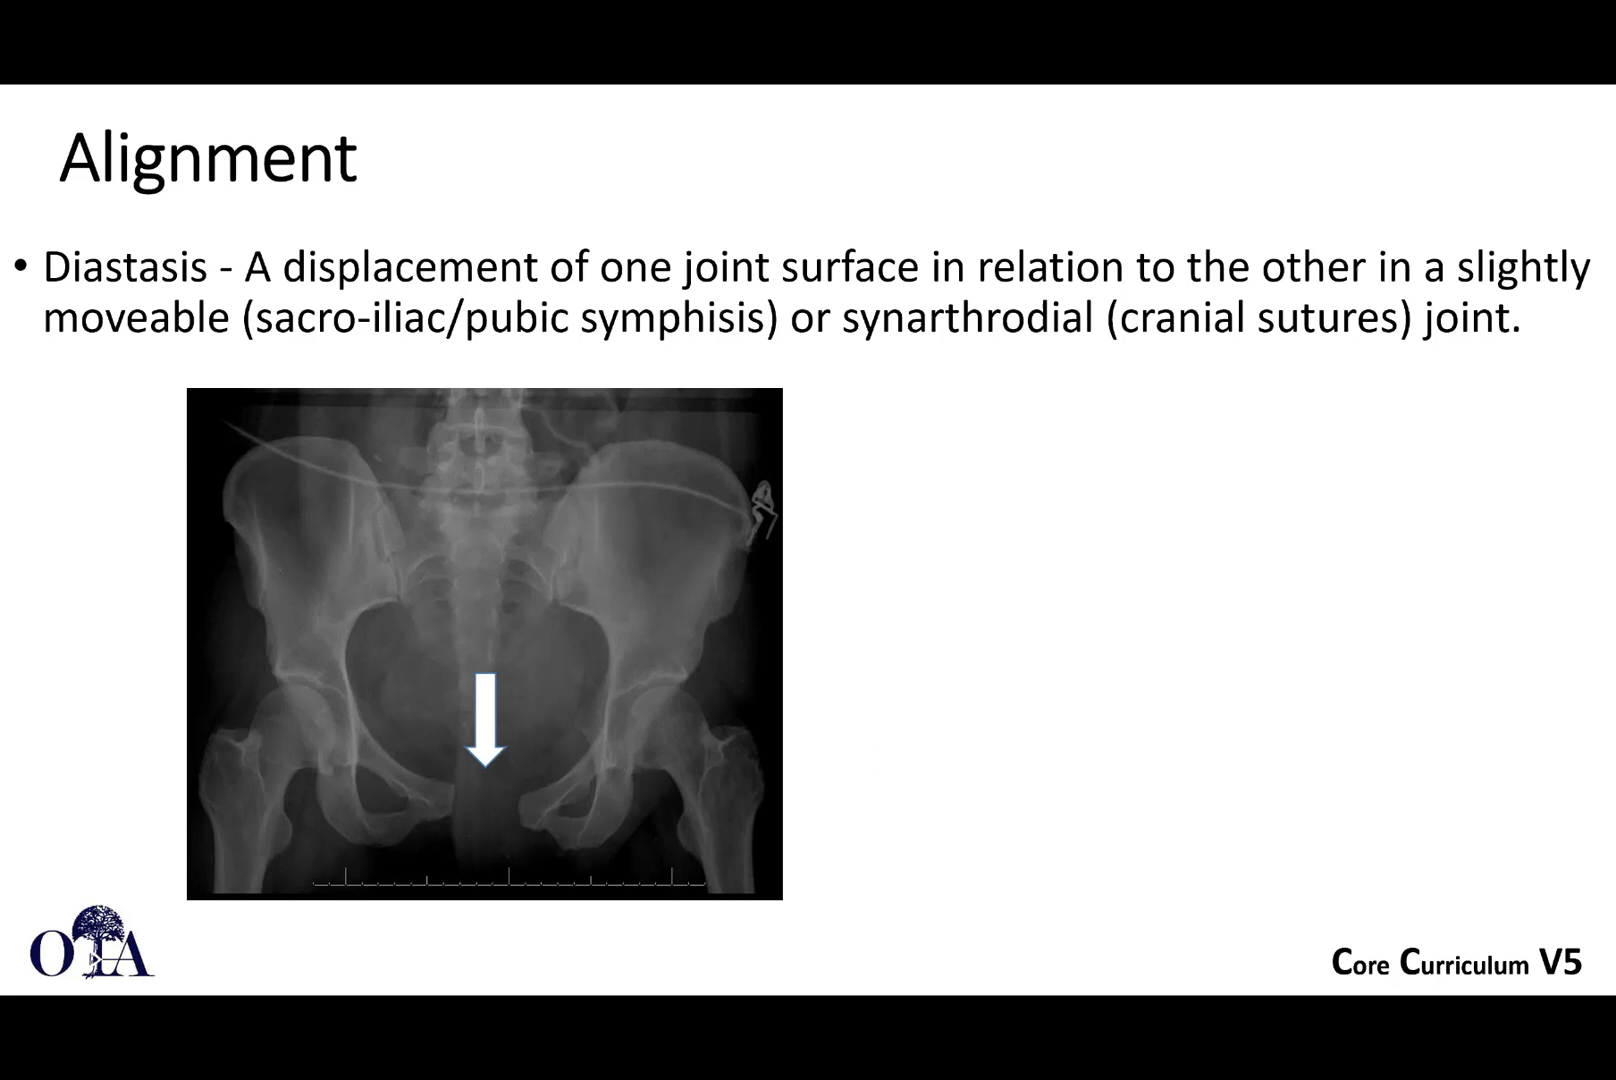 Alignment
• Diastasis - A displacement of one joint surface in relation to the other in a slightly
moveable (sacro-iliac/pubic symphisis) or synarthrodial (cranial sutures) joint.
OTA
Core Curriculum V5